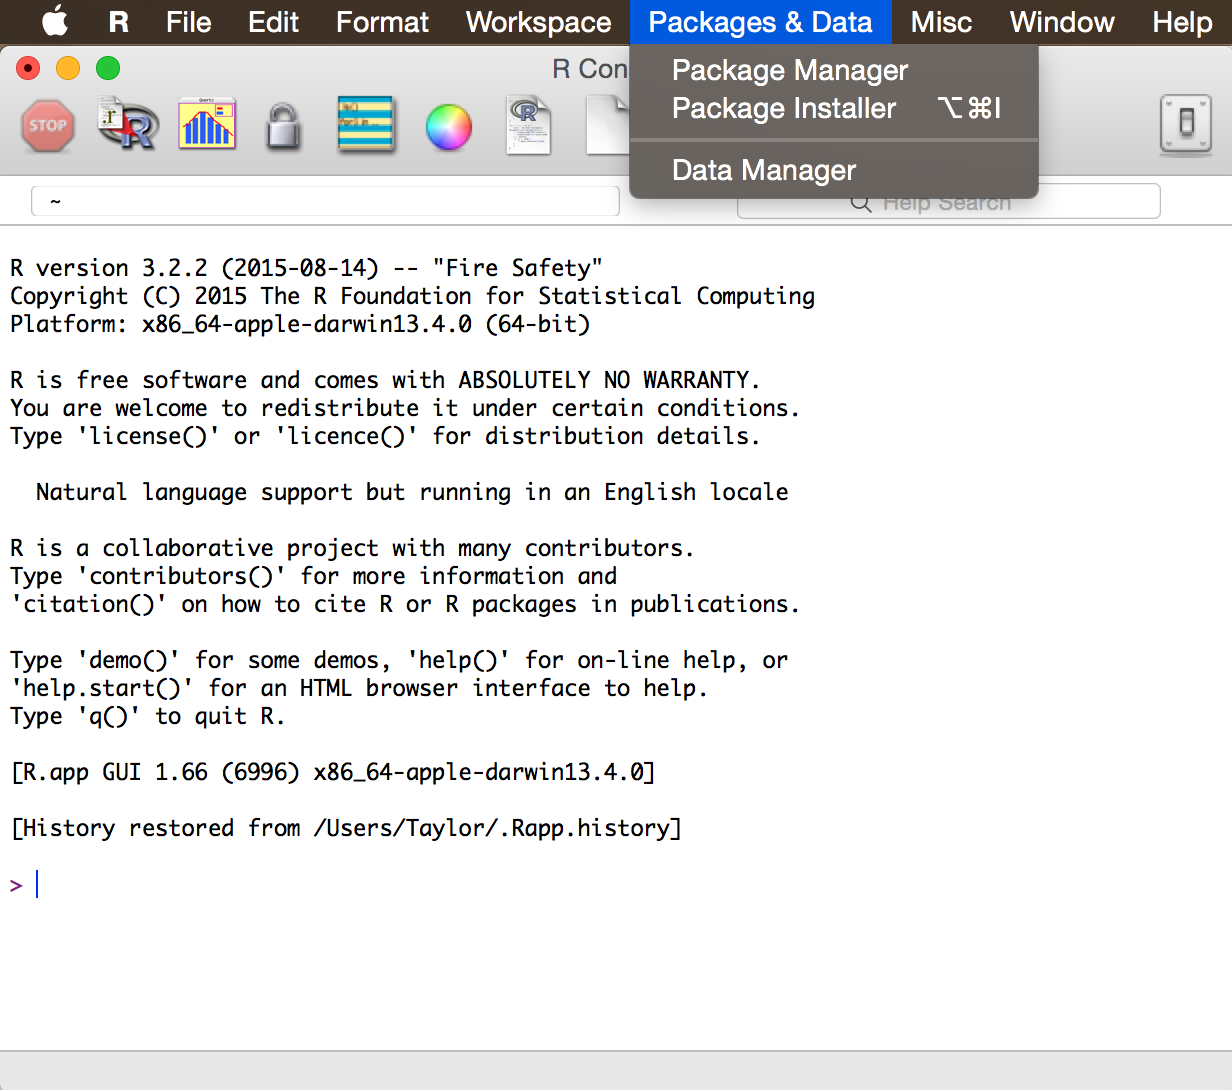 R File Edit Format Workspace Packages & Data Misc Window Help
R Con
Package Manager
Package Installer ⌥⌘I
Data Manager
STOP
~
Help Search
R version 3.2.2 (2015-08-14) -- "Fire Safety"
Copyright (C) 2015 The R Foundation for Statistical Computing
Platform: x86_64-apple-darwin13.4.0 (64-bit)
R is free software and comes with ABSOLUTELY NO WARRANTY.
You are welcome to redistribute it under certain conditions.
Type 'license()' or 'licence()' for distribution details.
Natural language support but running in an English locale
R is a collaborative project with many contributors.
Type 'contributors()' for more information and
'citation()' on how to cite R or R packages in publications.
Type 'demo()' for some demos, 'help()' for on-line help, or
'help.start()' for an HTML browser interface to help.
Type 'q()' to quit R.
[R.app GUI 1.66 (6996) x86_64-apple-darwin13.4.0]
[History restored from /Users/Taylor/.Rapp.history]
>